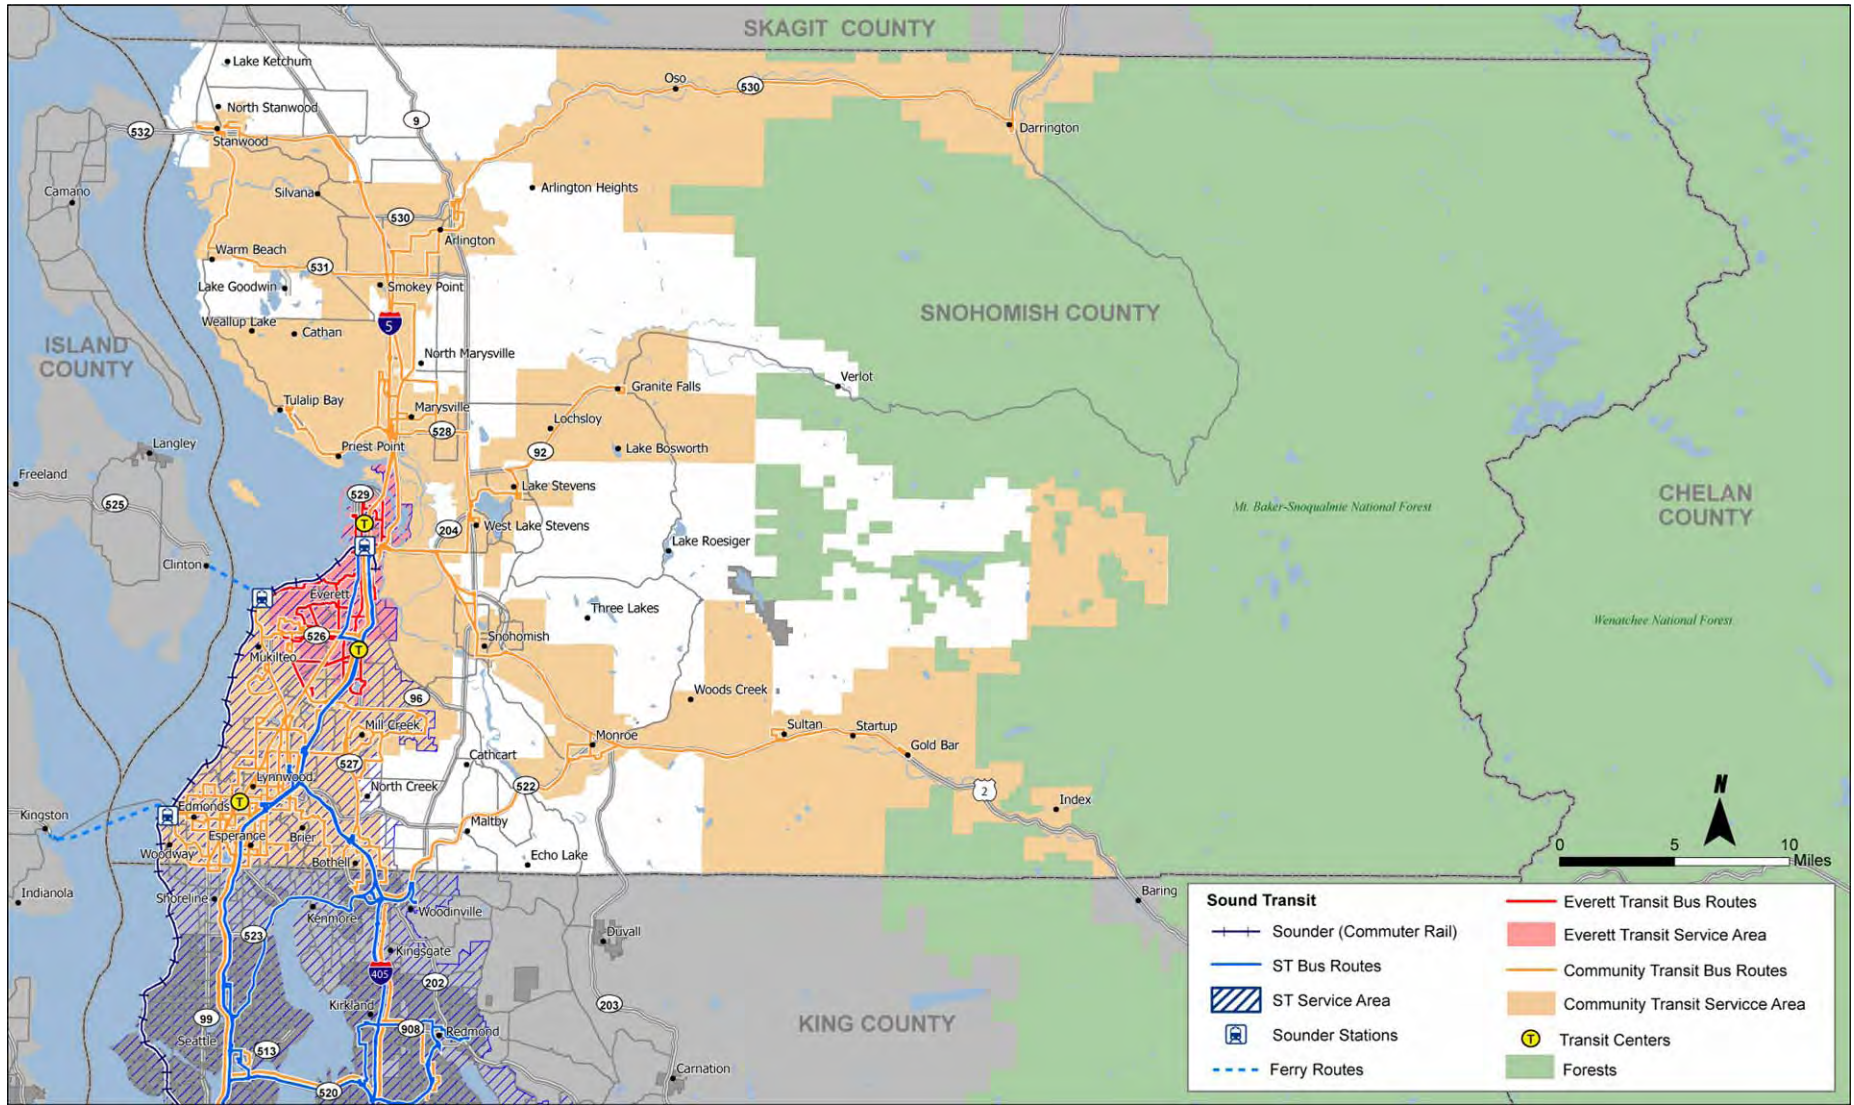 SKAGIT COUNTY
Lake Ketchum
Oso
530
North Stanwood
9
532
Stanwood
Darrington
Camano
Silvana
Arlington Heights
530
Arlington
Warm Beach
531
Lake Goodwin
Smokey Point
SNOHOMISH COUNTY
Weallup Lake
Cathan
5
ISLAND
COUNTY
North Marysville
Verlot
Granite Falls
Tulalip Bay
Marysville
Lochsloy
528
Langley
Priest Point
92
Lake Bosworth
Freeland
525
529
Lake Stevens
CHELAN
COUNTY
Mt. Baker-Snoqualmie National Forest
T
204
West Lake Stevens
Lake Roesiger
Clinton
Everett
Three Lakes
Wenatchee National Forest
526
Snohomish
T
Mukilteo
96
Woods Creek
Mill Creek
Sultan
Startup
Monroe
Gold Bar
Cathcart
527
Lynnwood
North Creek
522
2
Index
N
T
Edmonds
Kingston
Esperance
Brier
Maltby
Woodway
Bothell
Echo Lake
0
5
10
Miles
Indianola
Shoreline
Kenmore
Woodinville
Baring
523
Duvall
Kingsgate
405
202
Kirkland
203
99
908
Redmond
KING COUNTY
Seattle
513
520
Carnation
Sound Transit
Sounder (Commuter Rail)
ST Bus Routes
ST Service Area
Sounder Stations
Ferry Routes
Everett Transit Bus Routes
Everett Transit Service Area
Community Transit Bus Routes
Community Transit Servicce Area
T
Transit Centers
Forests